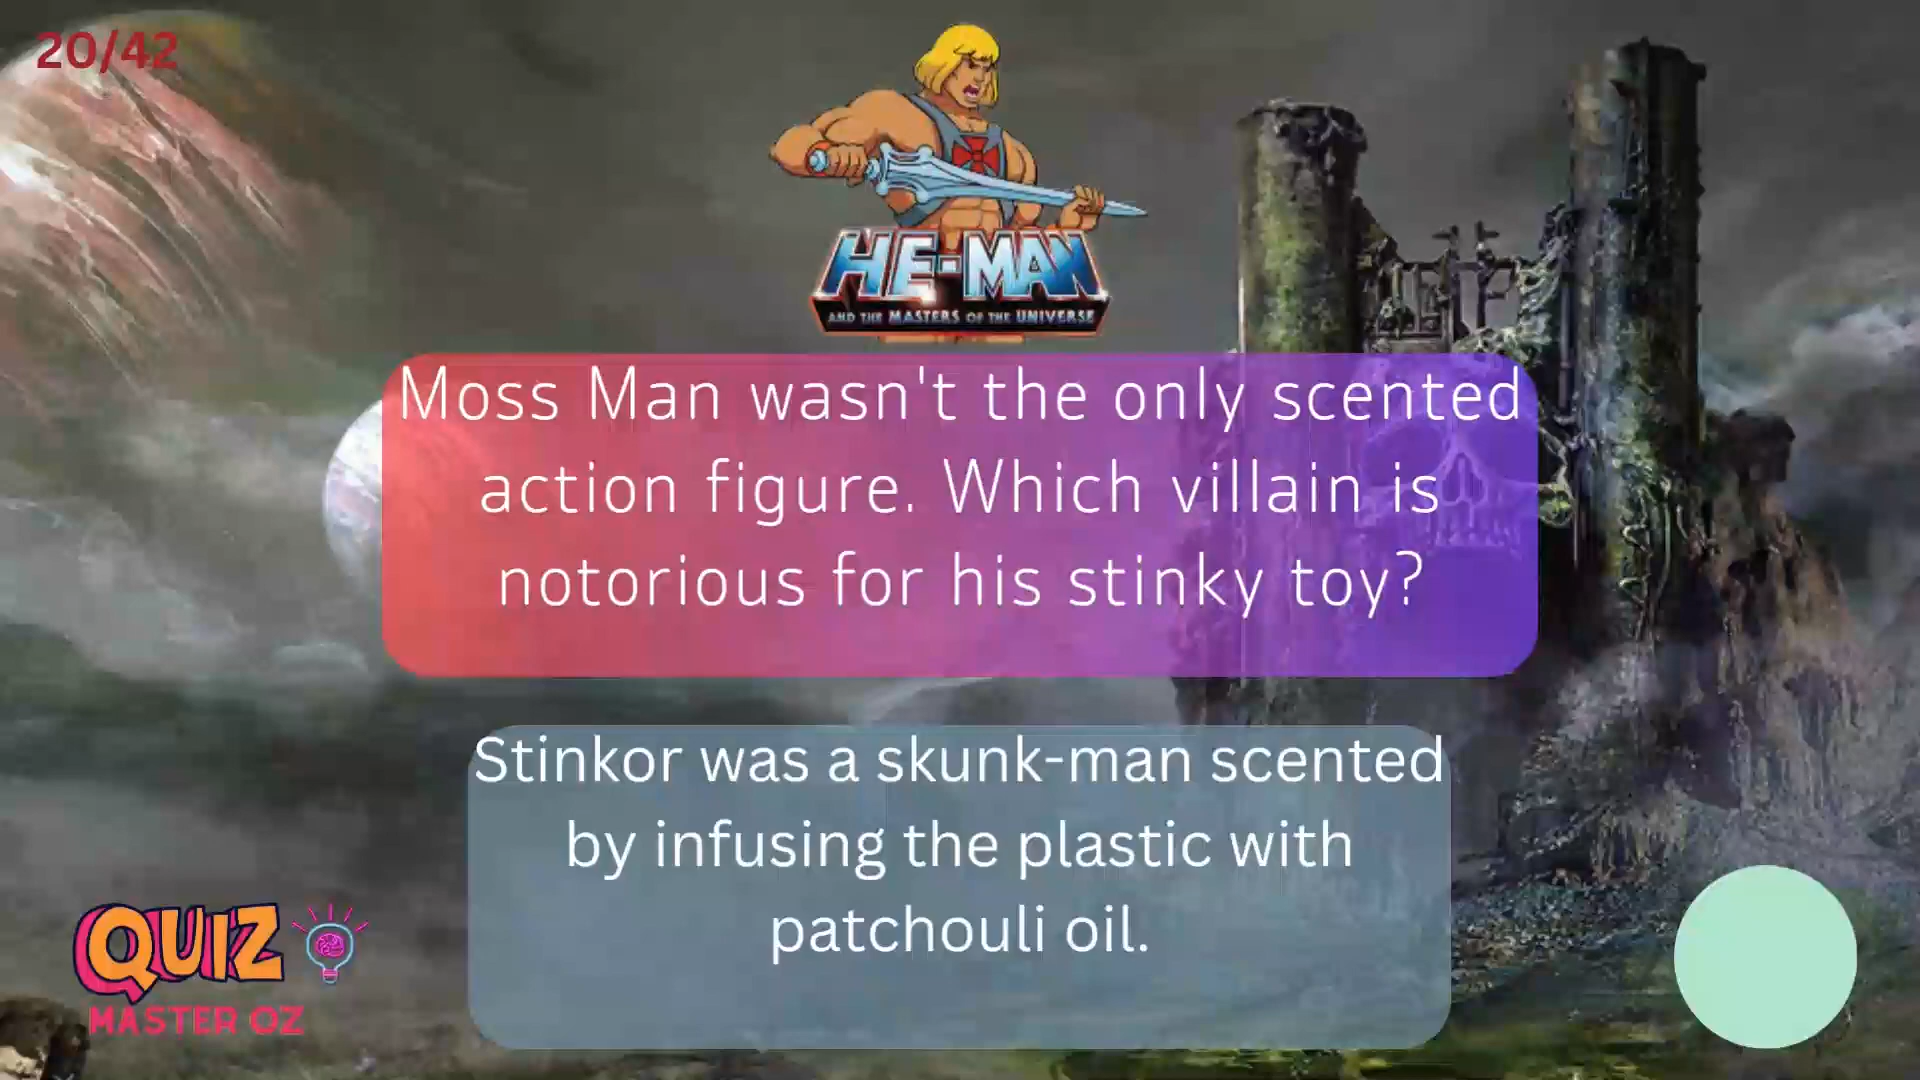 20/42
HE-MAN
AND THE MASTERS OF THE UNIVERSE
Moss Man wasn't the only scented
action figure. Which villain is
notorious for his stinky toy?
Stinkor was a skunk-man scented
by infusing the plastic with
patchouli oil.
QUIZ
MASTER OZ